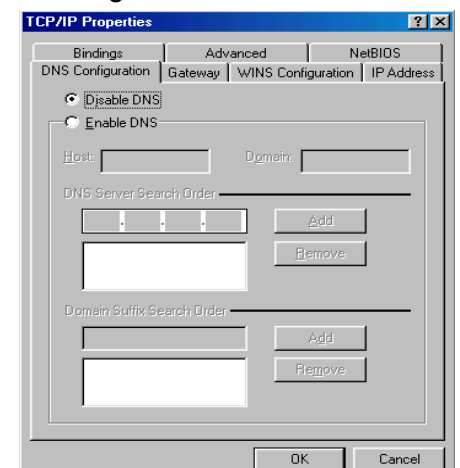 TCP/IP Properties
Bindings Advanced NetBIOS
DNS Configuration Gateway WINS Configuration IP Address
Disable DNS
Enable DNS
Host: Domain:
DNS Server Search Order
. . . Add
Remove
Domain Suffix Search Order
Add
Remove
OK Cancel